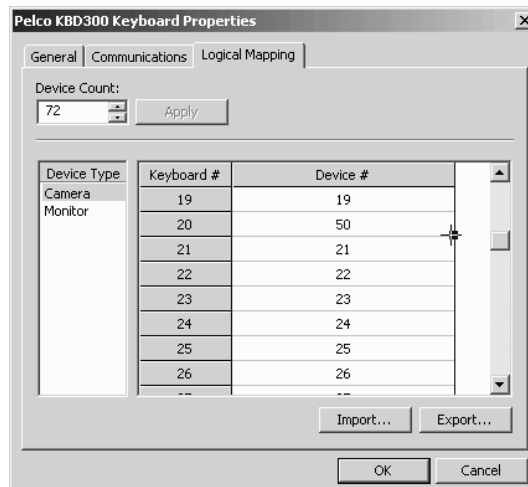 Pelco KBD300 Keyboard Properties
General Communications Logical Mapping
Device Count:
72 Apply
Device Type Keyboard # Device #
Camera 19 19
Monitor 20 50
21 21
22 22
23 23
24 24
25 25
26 26
Import... Export...
OK Cancel